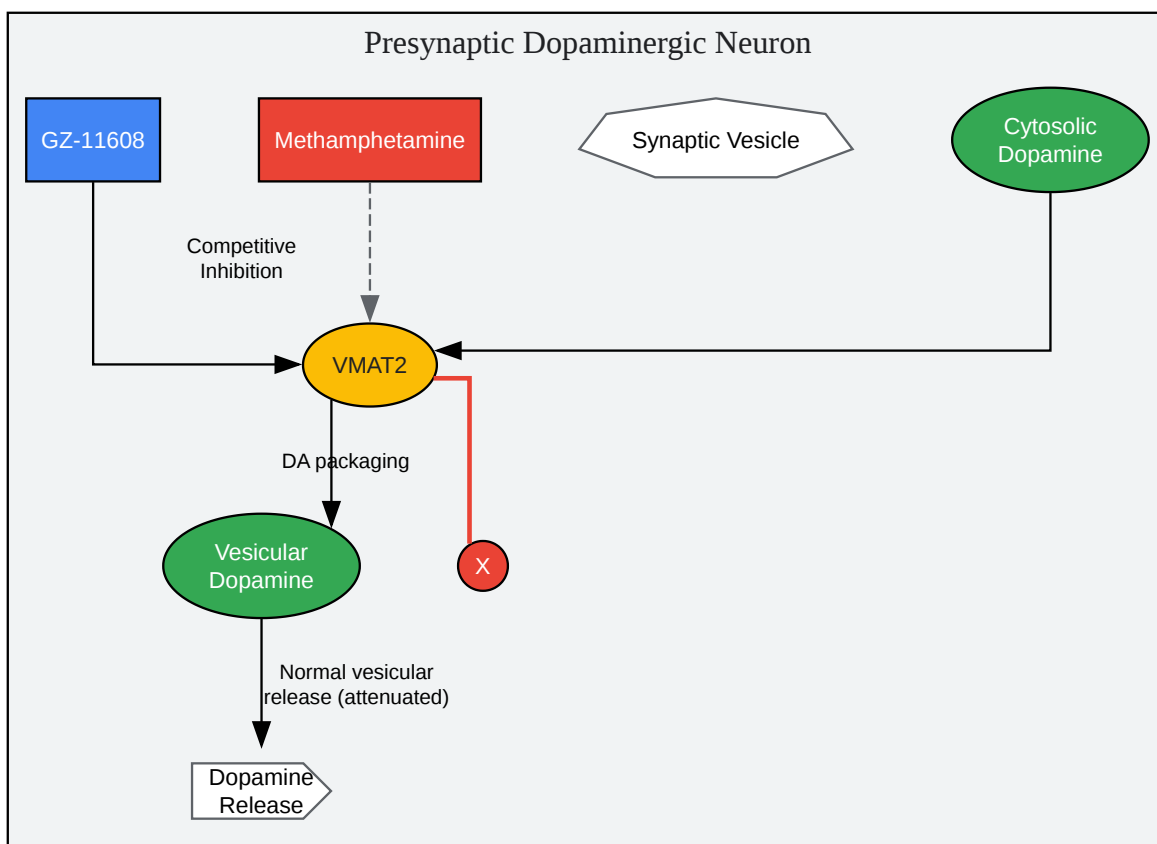 Presynaptic Dopaminergic Neuron
GZ-11608
Methamphetamine
Synaptic Vesicle
Cytosolic
Dopamine
Competitive
Inhibition
VMAT2
DA packaging
Vesicular
Dopamine
X
Normal vesicular
release (attenuated)
Dopamine
Release